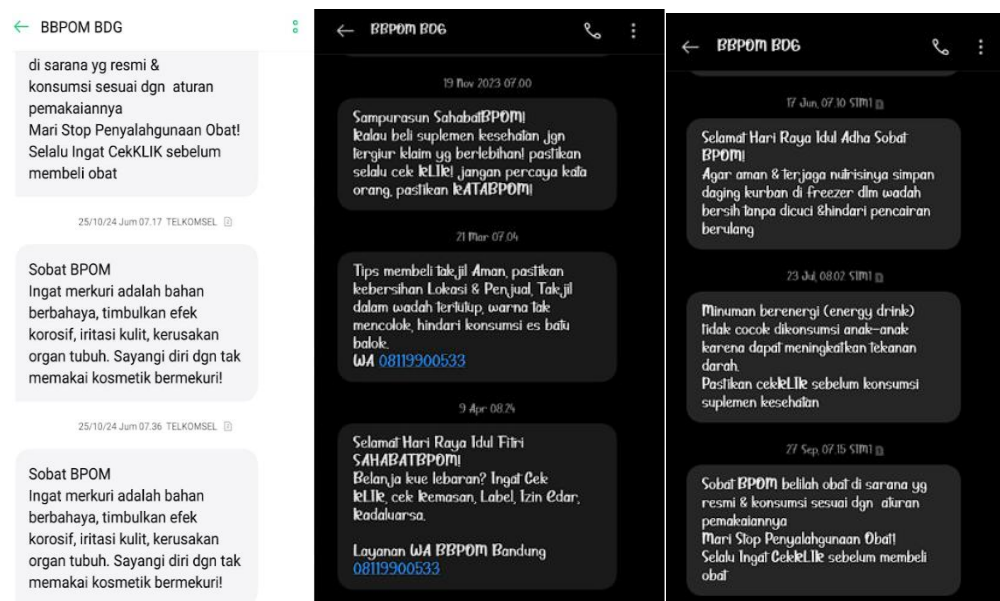 BBPOM BDG
di sarana yg resmi &
konsumsi sesuai dgn aturan
pemakaiannya
Mari Stop Penyalahgunaan Obat!
Selalu Ingat CekKLIK sebelum
membeli obat
25/10/24 Jum 07.17 TELKOMSEL
Sobat BPOM
Ingat merkuri adalah bahan
berbahaya, timbulkan efek
korosif, iritasi kulit, kerusakan
organ tubuh. Sayangi diri dgn tak
memakai kosmetik bermekuri!
25/10/24 Jum 07.36 TELKOMSEL
Sobat BPOM
Ingat merkuri adalah bahan
berbahaya, timbulkan efek
korosif, iritasi kulit, kerusakan
organ tubuh. Sayangi diri dgn tak
memakai kosmetik bermekuri!
BBPOM BDG
19 Nov 2023 07.00
Sampurasun SahabatBPOM!
Kalau beli suplemen kesehatan jgn
tergiur klaim yg berlebihan! pastikan
selalu cek KLIK! jangan percaya kata
orang, pastikan KATABPOM!
21 Mar 07.04
Tips membeli takjil Aman, pastikan
kebersihan Lokasi & Penjual, Takjil
dalam wadah tertutup, warna tak
mencolok, hindari konsumsi es batu
balok.
WA 08119900533
9 Apr 08.24
Selamat Hari Raya Idul Fitri
SAHABATBPOM!
Belanja kue lebaran? Ingat Cek
KLIK, cek Kemasan, Label, Izin Edar,
Kadaluarsa.
Layanan WA BBPOM Bandung
08119900533
BBPOM BDG
17 Jun, 07.10 SIM1
Selamat Hari Raya Idul Adha Sobat
BPOM!
Agar aman & terjaga nutrisinya simpan
daging kurban di freezer dlm wadah
bersih tanpa dicuci &hindari pencairan
berulang
23 Jul, 08.02 SIM1
Minuman berenergi (energy drink)
tidak cocok dikonsumsi anak-anak
karena dapat meningkatkan tekanan
darah.
Pastikan cekKLIK sebelum konsumsi
suplemen kesehatan
27 Sep, 07.15 SIM1
Sobat BPOM belilah obat di sarana yg
resmi & konsumsi sesuai dgn aturan
pemakaiannya
Mari Stop Penyalahgunaan Obat!
Selalu Ingat CekKLIK sebelum membeli
obat